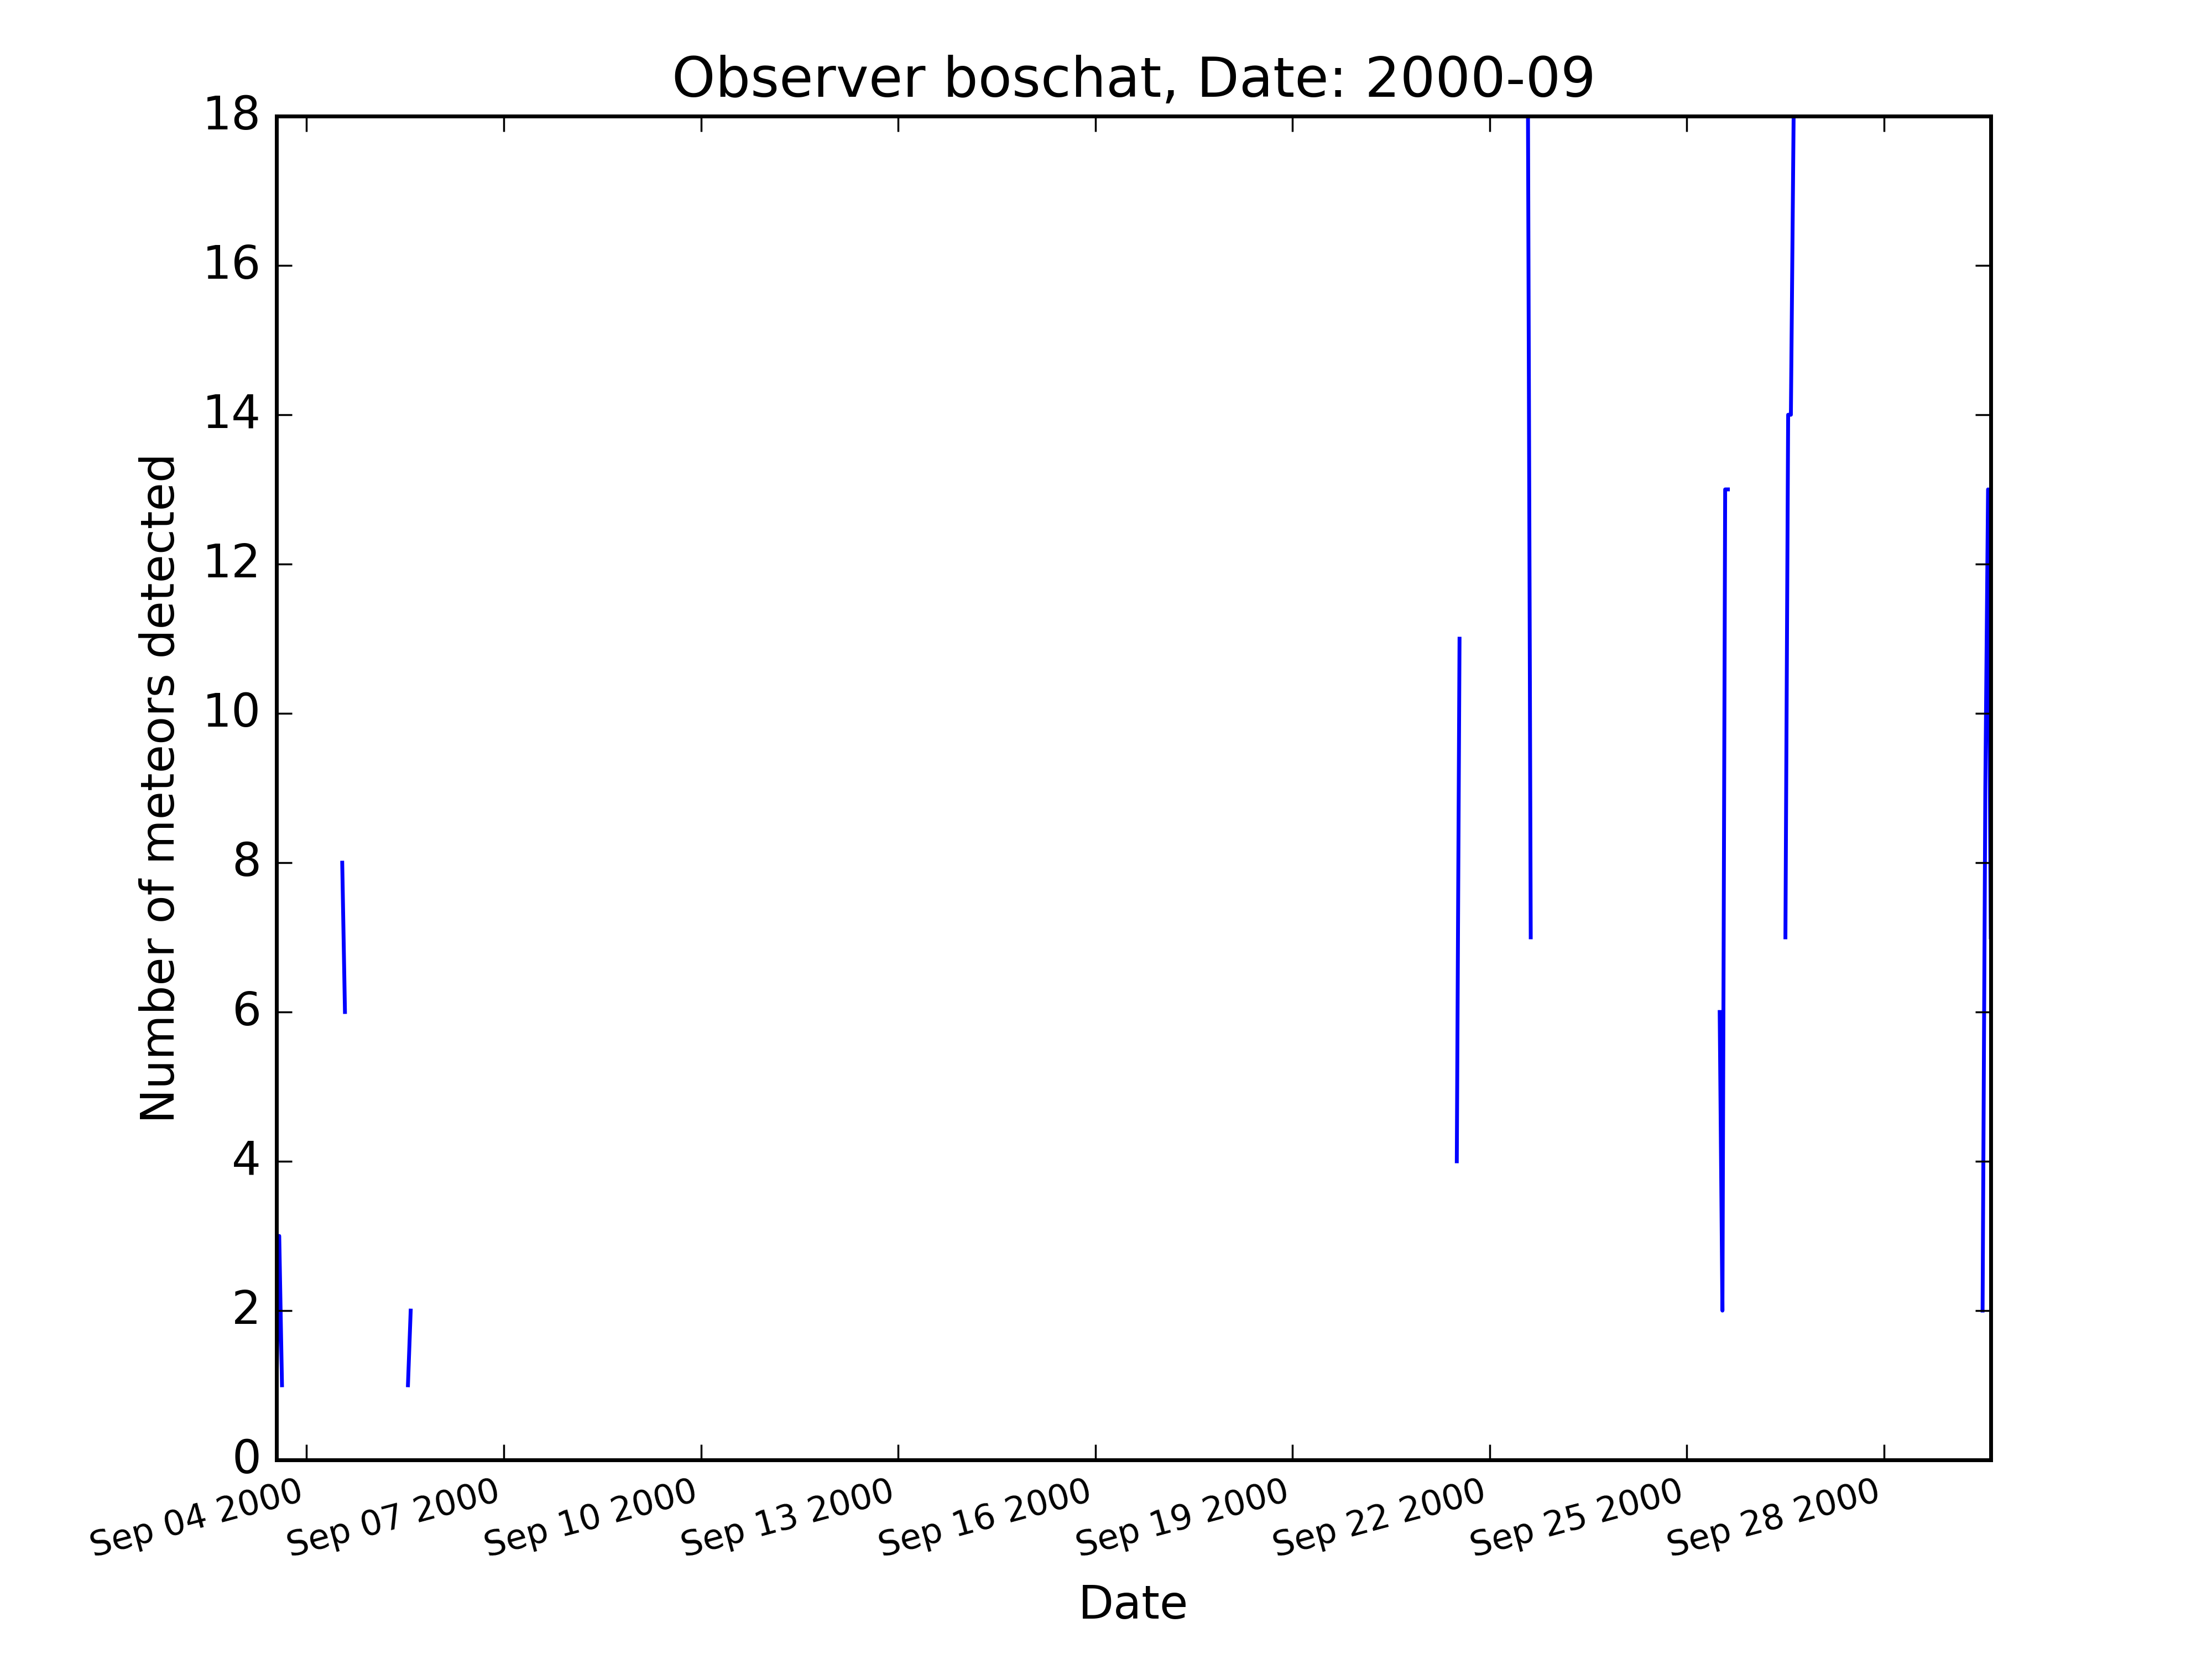 Observer boschat, Date: 2000-09
Number of meteors detected
18
16
14
12
10
8
6
4
2
0
Sep 04 2000
Sep 07 2000
Sep 10 2000
Sep 13 2000
Sep 16 2000
Sep 19 2000
Sep 22 2000
Sep 25 2000
Sep 28 2000
Date